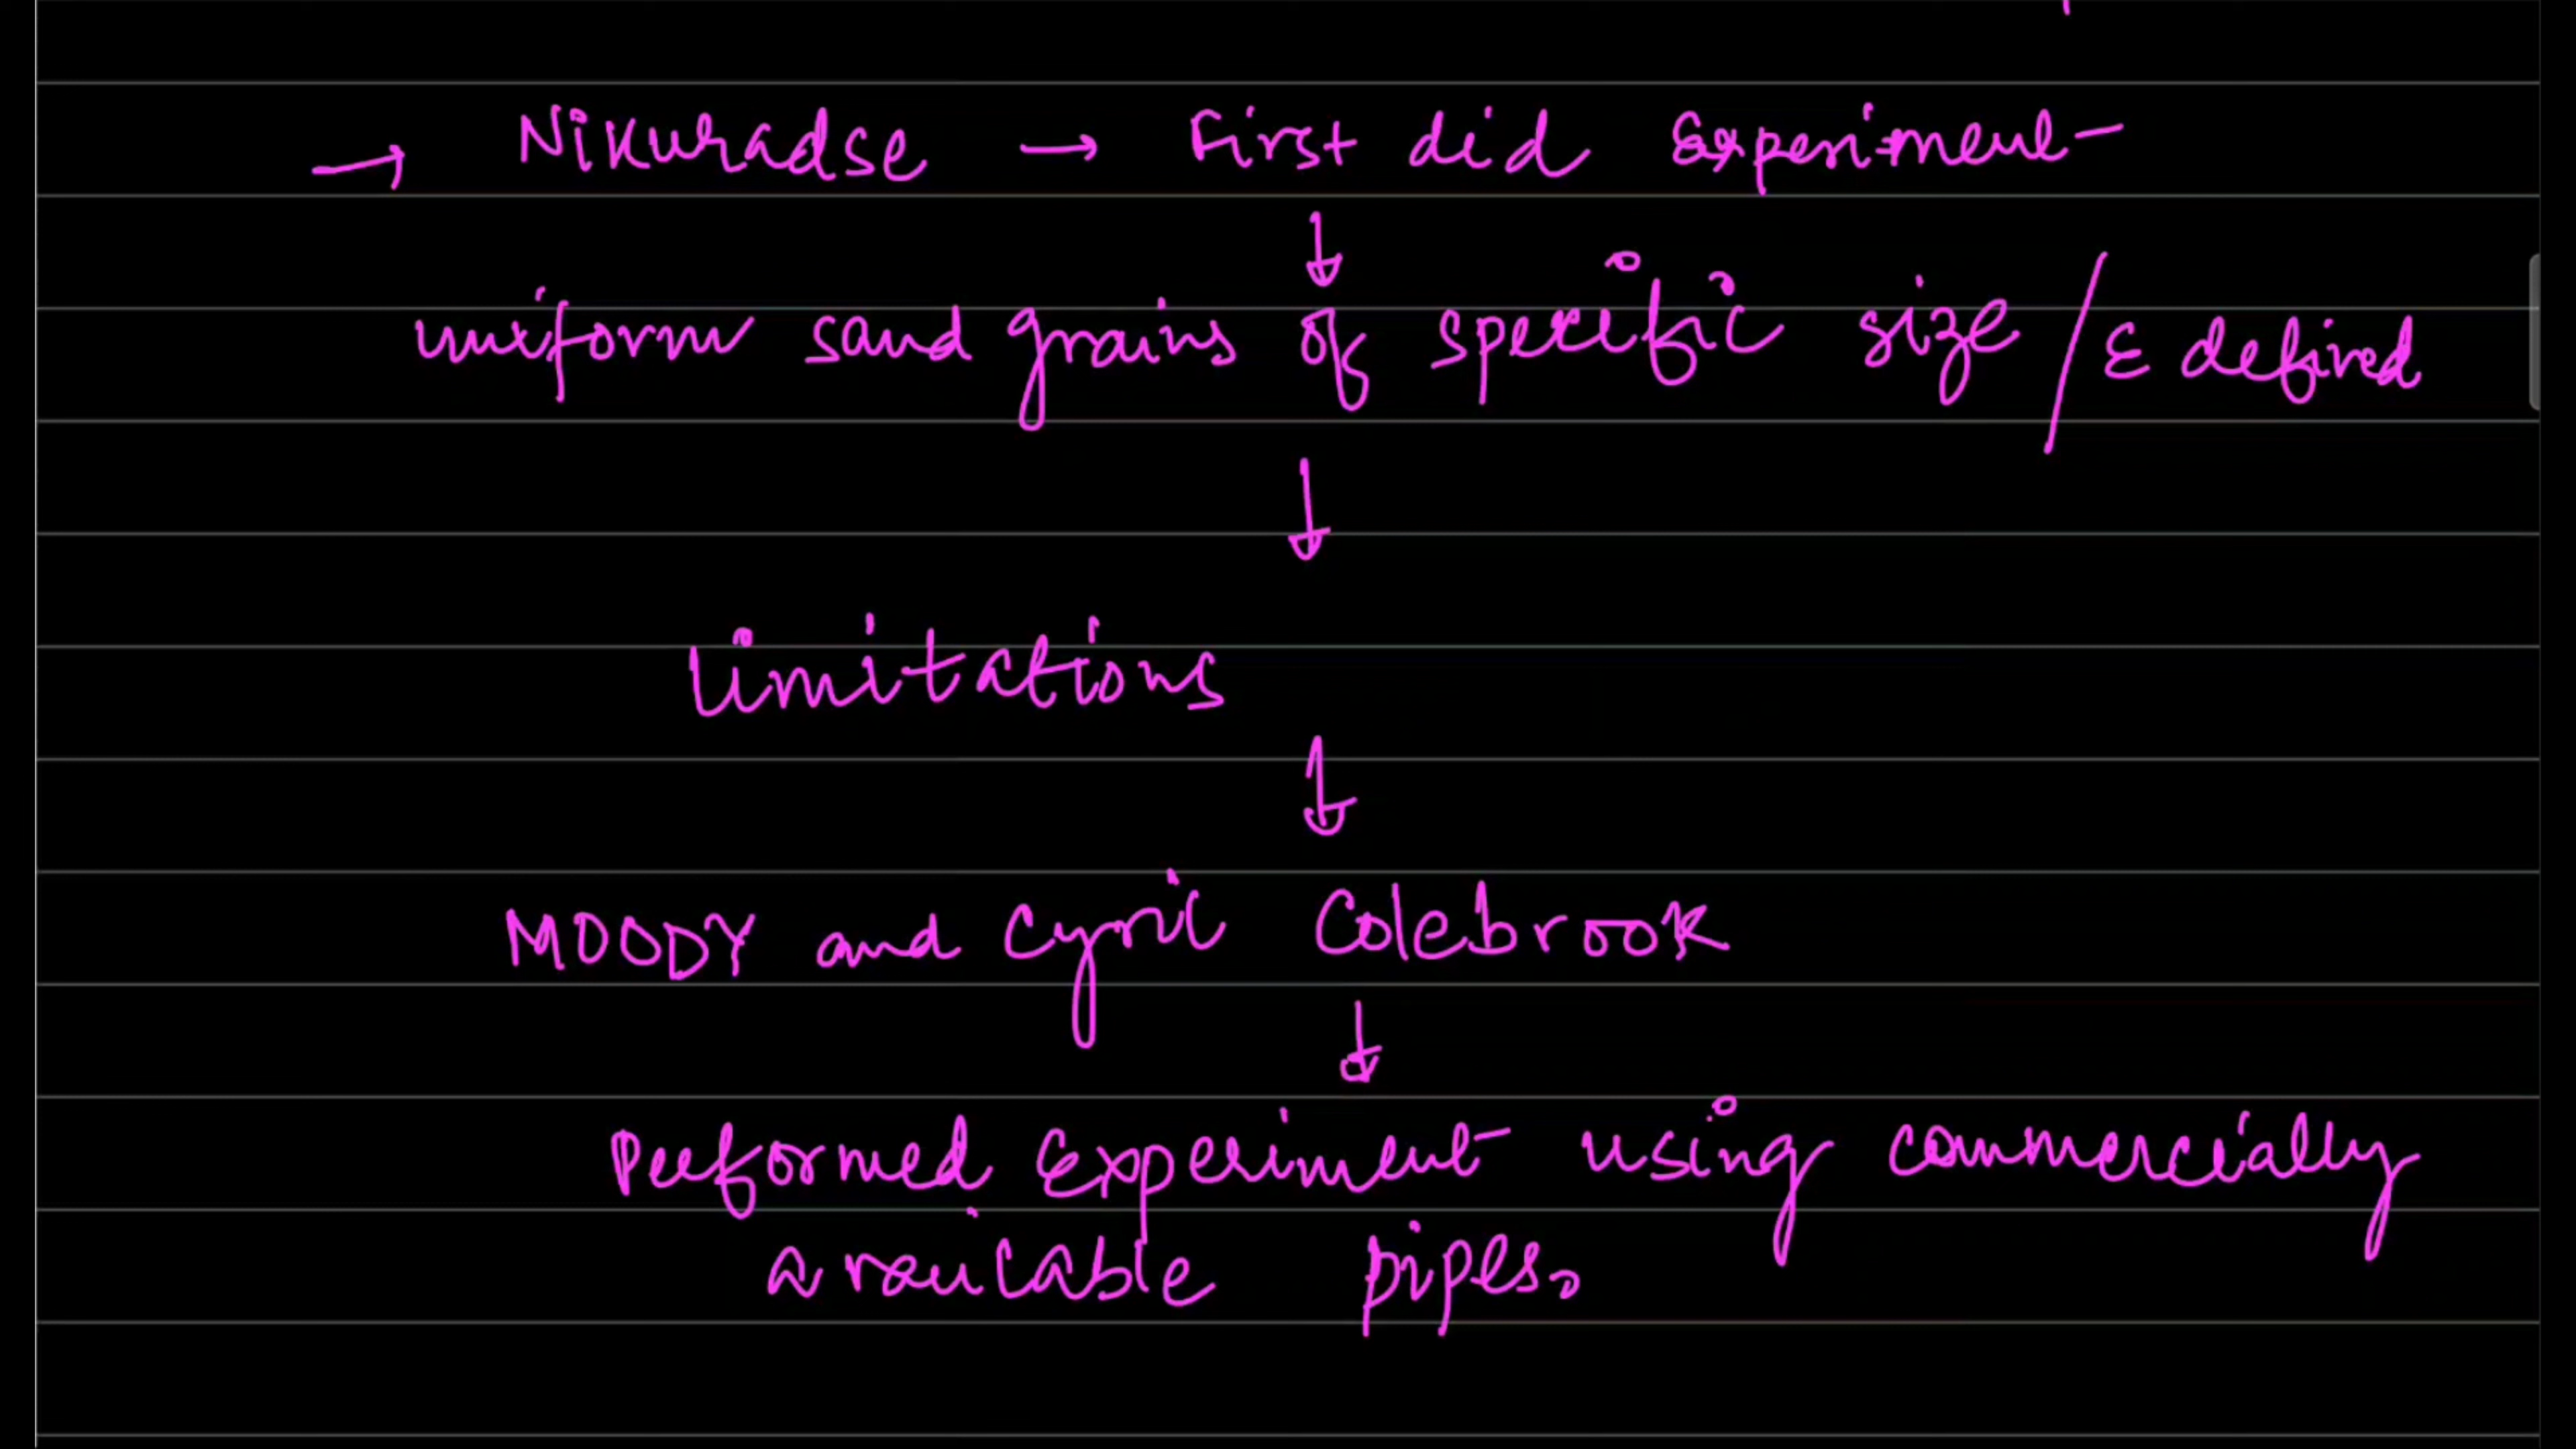 → Nikuradse → First did Experiment
↓
uniform sand grains of specific size / ε defined
↓
Limitations
↓
MOODY and Cyril Colebrook
↓
Performed Experiment using commercially
available pipes.